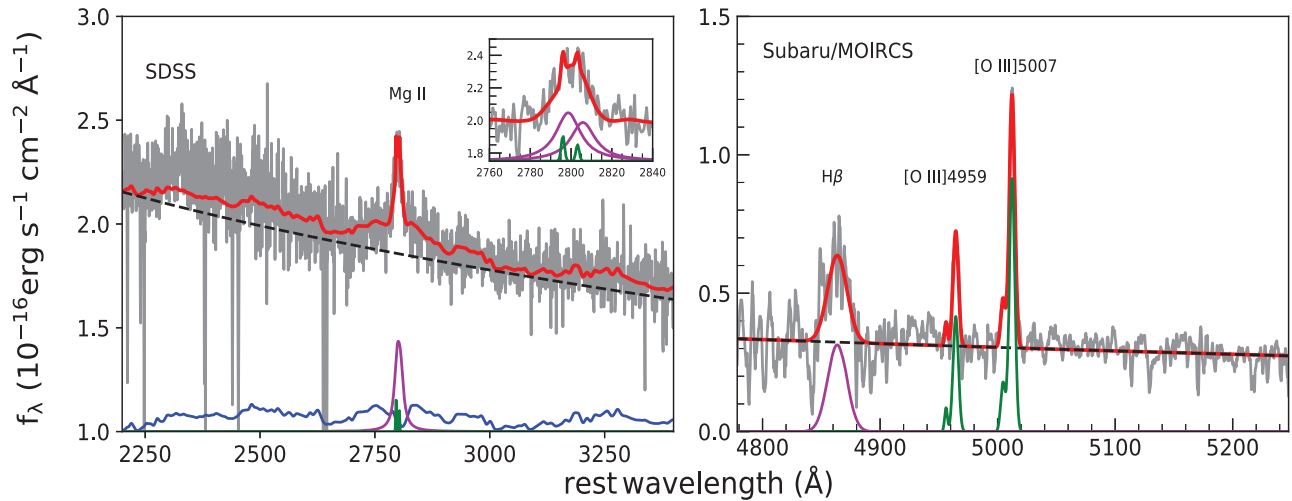 f_λ (10⁻¹⁶erg s⁻¹ cm⁻² Å⁻¹)
3.0
2.5
2.0
1.5
1.0
SDSS
Mg II
2.4
2.2
2.0
1.8
2760 2780 2800 2820 2840
2250 2500 2750 3000 3250
1.5
1.0
0.5
0.0
Subaru/MOIRCS
[O III]5007
Hβ
[O III]4959
4800 4900 5000 5100 5200
rest wavelength (Å)